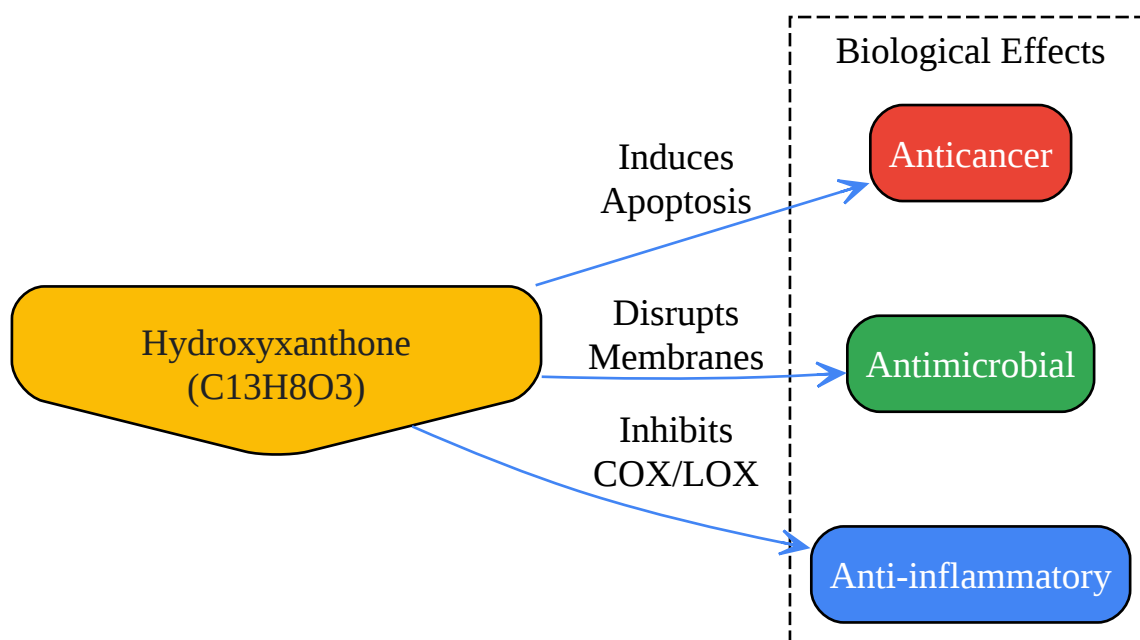 Biological Effects
Induces
Apoptosis
Anticancer
Hydroxyxanthone
(C13H8O3)
Disrupts
Membranes
Antimicrobial
Inhibits
COX/LOX
Anti-inflammatory